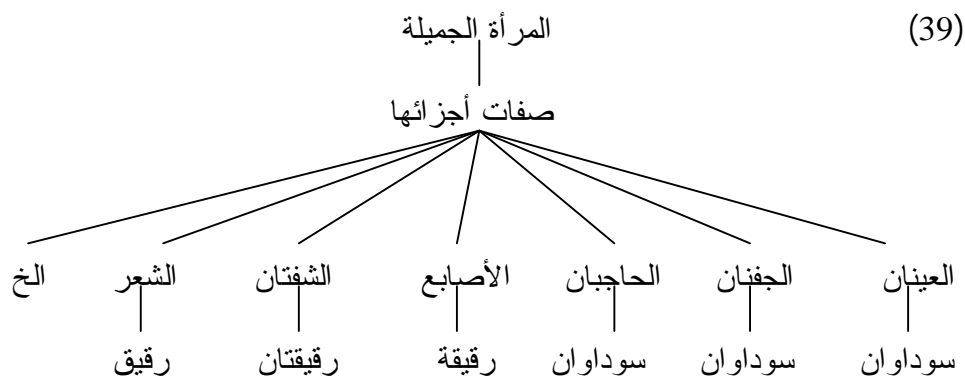 (39)
المرأة الجميلة
صفات أجزائها
العينان الجفنان الحاجبان الأصابع الشفتان الشعر الخ
سوداوان سوداوان سوداوان رقيقة رقيقتان رقيق